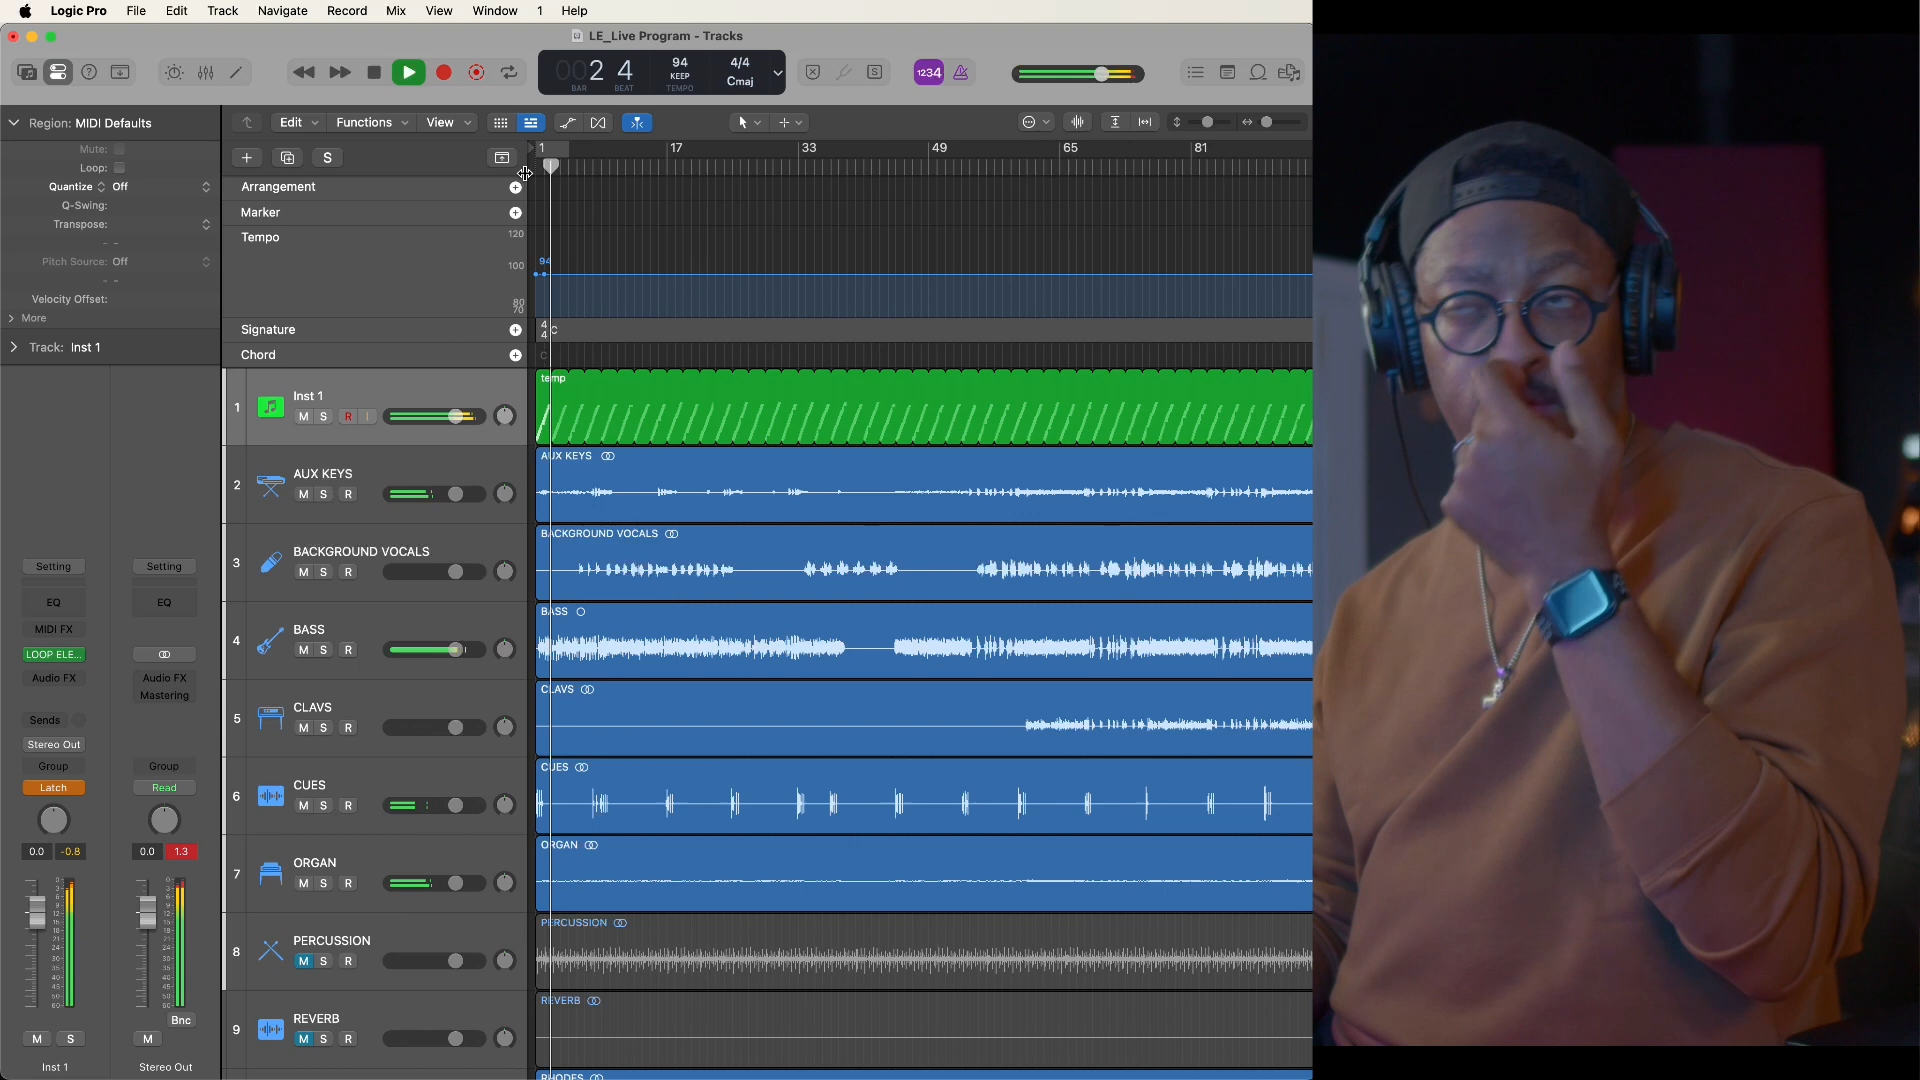 Logic Pro File Edit Track Navigate Record Mix View Window 1 Help
LE_Live Program - Tracks
002 4 94 KEEP TEMPO 4/4 Cmaj
BAR BEAT
1234
Region: MIDI Defaults
Edit Functions View
Mute:
Loop:
Quantize Off
Q-Swing:
Transpose:
Pitch Source: Off
Velocity Offset:
More
Track: Inst 1
S
1 17 33 49 65 81
Arrangement
Marker
Tempo
120
100
80
70
94
Signature
4 4 C
Chord
C
1 Inst 1
M S R I
temp
2 AUX KEYS
M S R
AUX KEYS
3 BACKGROUND VOCALS
M S R
BACKGROUND VOCALS
4 BASS
M S R
BASS
5 CLAVS
M S R
CLAVS
6 CUES
M S R
CUES
7 ORGAN
M S R
ORGAN
8 PERCUSSION
M S R
PERCUSSION
9 REVERB
M S R
REVERB
RHODES
Setting Setting
EQ EQ
MIDI FX
LOOP ELE...
Audio FX Audio FX
Mastering
Sends
Stereo Out
Group Group
Latch Read
0.0 -0.8 0.0 1.3
Bnc
M S M
Inst 1 Stereo Out